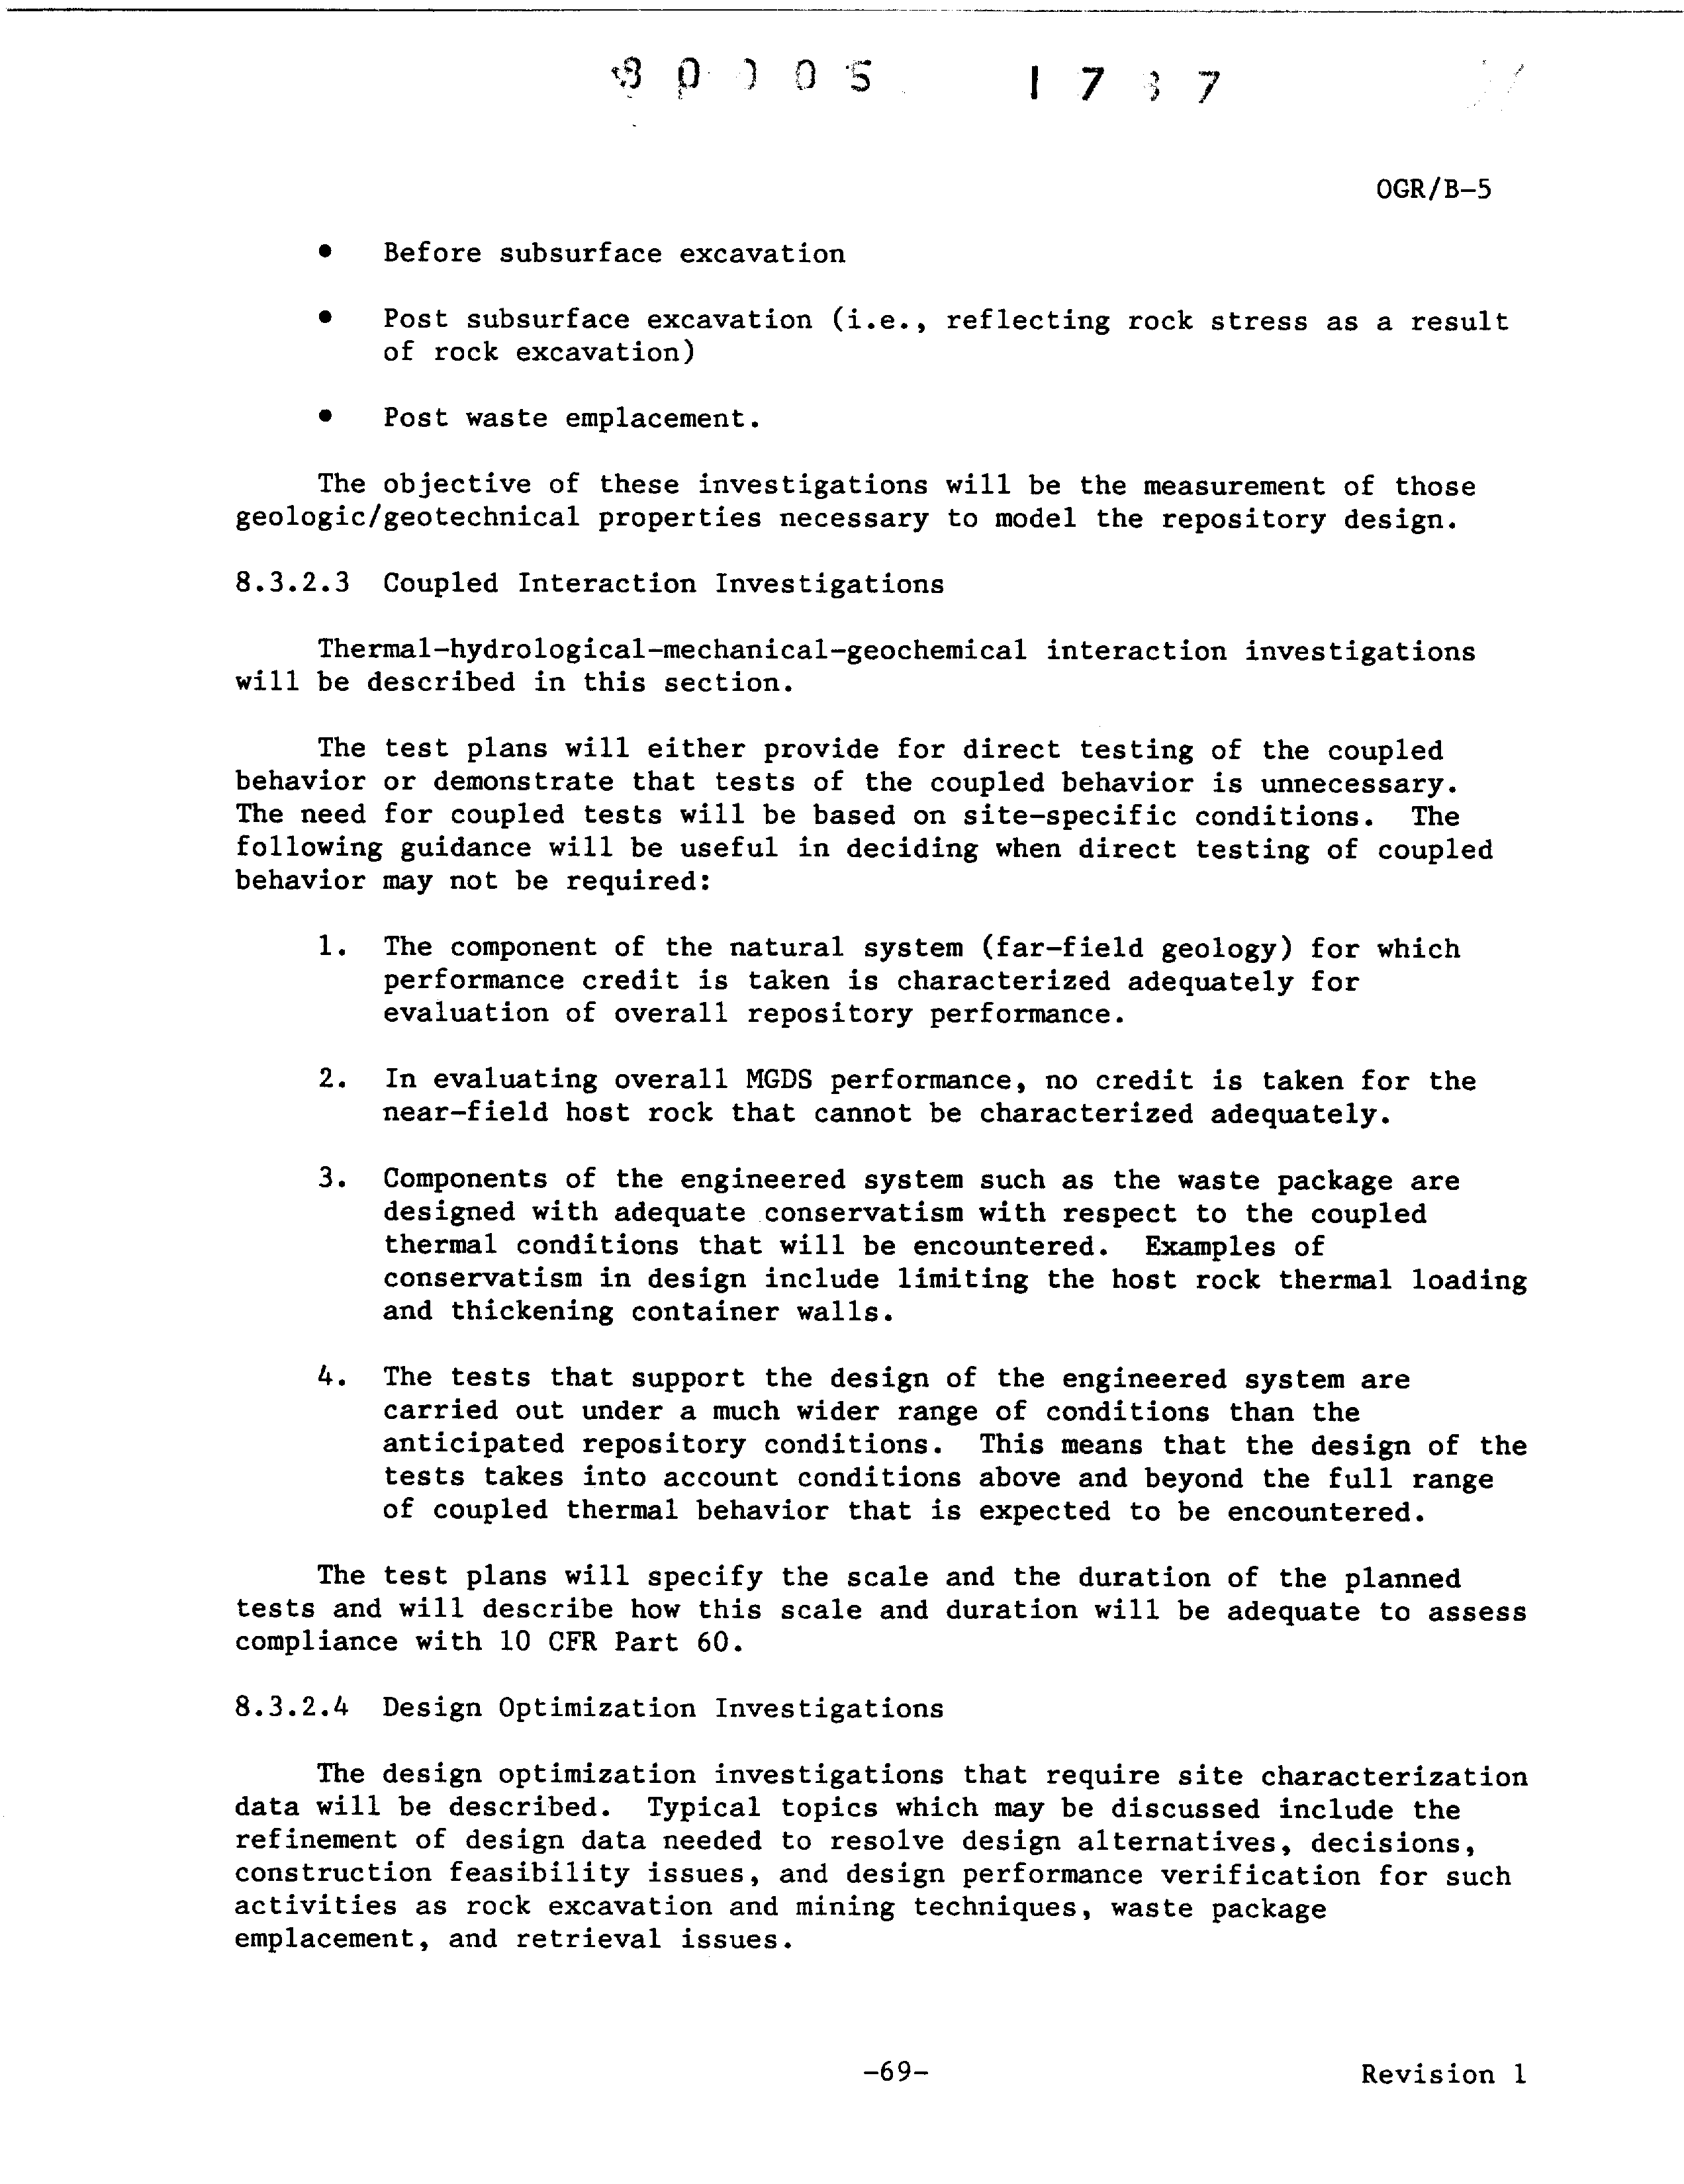 OGR/B-5
• Before subsurface excavation
• Post subsurface excavation (i.e., reflecting rock stress as a result
of rock excavation)
• Post waste emplacement.
The objective of these investigations will be the measurement of those
geologic/geotechnical properties necessary to model the repository design.
8.3.2.3 Coupled Interaction Investigations
Thermal-hydrological-mechanical-geochemical interaction investigations
will be described in this section.
The test plans will either provide for direct testing of the coupled
behavior or demonstrate that tests of the coupled behavior is unnecessary.
The need for coupled tests will be based on site-specific conditions. The
following guidance will be useful in deciding when direct testing of coupled
behavior may not be required:
1. The component of the natural system (far-field geology) for which
performance credit is taken is characterized adequately for
evaluation of overall repository performance.
2. In evaluating overall MGDS performance, no credit is taken for the
near-field host rock that cannot be characterized adequately.
3. Components of the engineered system such as the waste package are
designed with adequate conservatism with respect to the coupled
thermal conditions that will be encountered. Examples of
conservatism in design include limiting the host rock thermal loading
and thickening container walls.
4. The tests that support the design of the engineered system are
carried out under a much wider range of conditions than the
anticipated repository conditions. This means that the design of the
tests takes into account conditions above and beyond the full range
of coupled thermal behavior that is expected to be encountered.
The test plans will specify the scale and the duration of the planned
tests and will describe how this scale and duration will be adequate to assess
compliance with 10 CFR Part 60.
8.3.2.4 Design Optimization Investigations
The design optimization investigations that require site characterization
data will be described. Typical topics which may be discussed include the
refinement of design data needed to resolve design alternatives, decisions,
construction feasibility issues, and design performance verification for such
activities as rock excavation and mining techniques, waste package
emplacement, and retrieval issues.
-69-
Revision 1